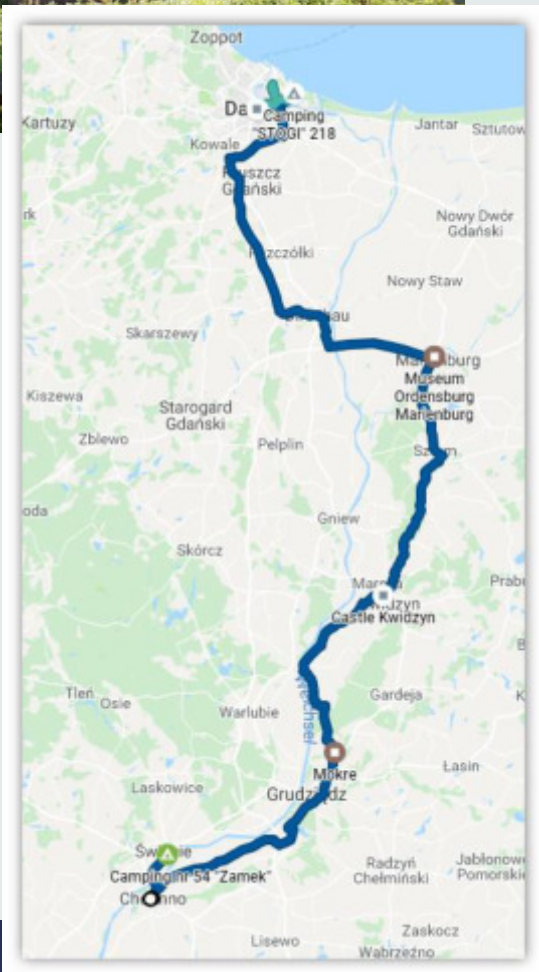 Zoppot
Camping
"STOGI" 218
Kartuzy
Jantar
Sztutow
Kowale
Gdański
Nowy Dwór
Gdański
Nowy Staw
Skarszewy
Museum
Ordensburg
Marienburg
Kiszewa
Starogard
Gdański
Zblewo
Pelplin
Gniew
Skórcz
Castle Kwidzyn
Tleń
Osie
Warlubie
Gardeja
Mokre
Łasin
Laskowice
Camping nr 54 "Zamek"
Radzyń
Chełmiński
Jabłonowo
Pomorskie
Lisewo
Zaskocz
Wąbrzeźno